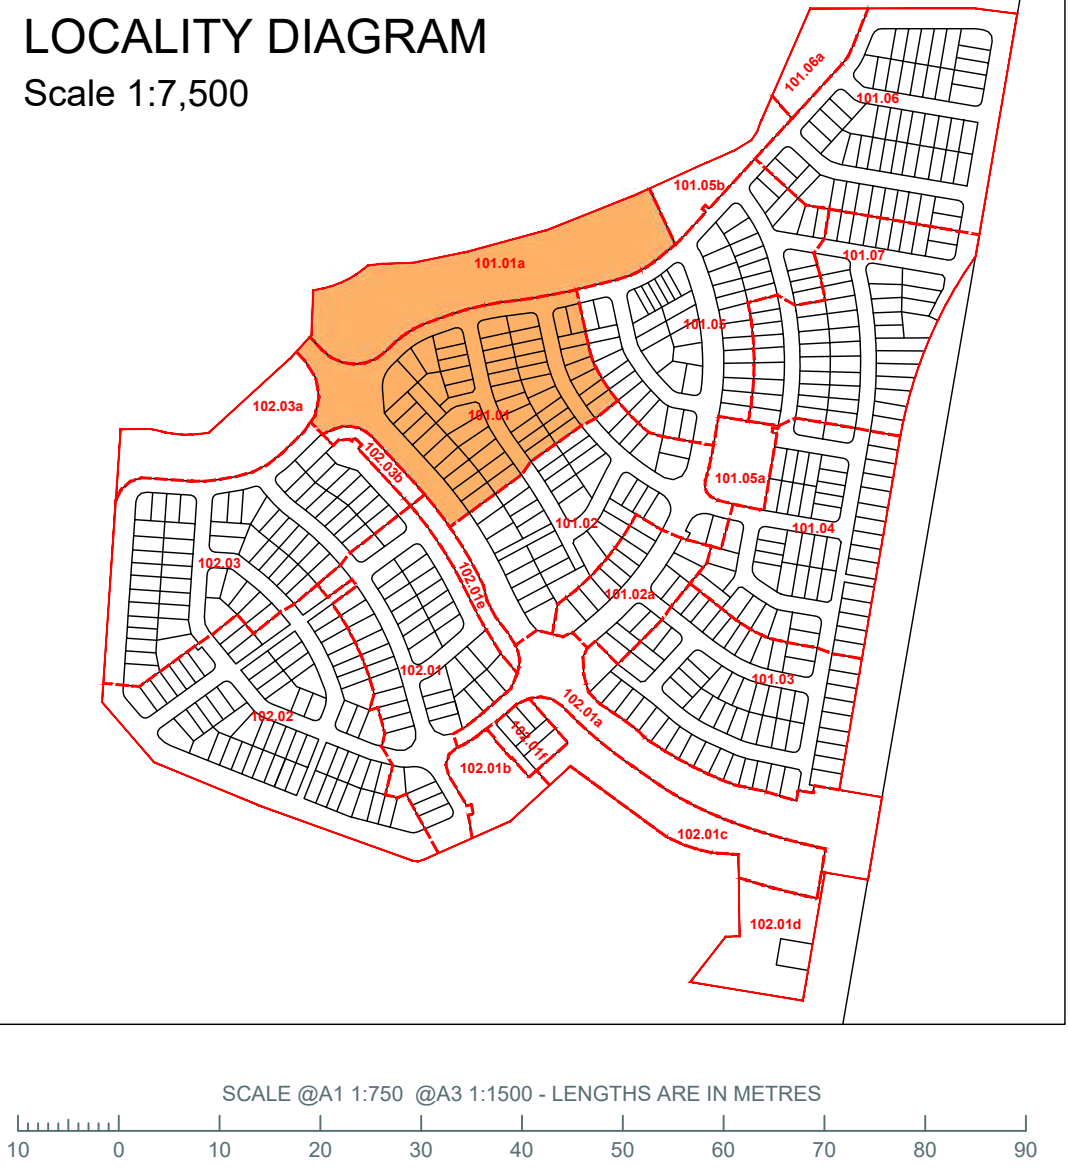 LOCALITY DIAGRAM
Scale 1:7,500
101.06a
101.06
101.05b
101.07
101.01a
101.05
102.03a
101.01
102.03b
101.05a
101.02
101.04
102.03
102.01e
101.02a
102.01
101.03
102.02
102.01a
102.01f
102.01b
102.01c
102.01d
SCALE @A1 1:750 @A3 1:1500 - LENGTHS ARE IN METRES
10 0 10 20 30 40 50 60 70 80 90